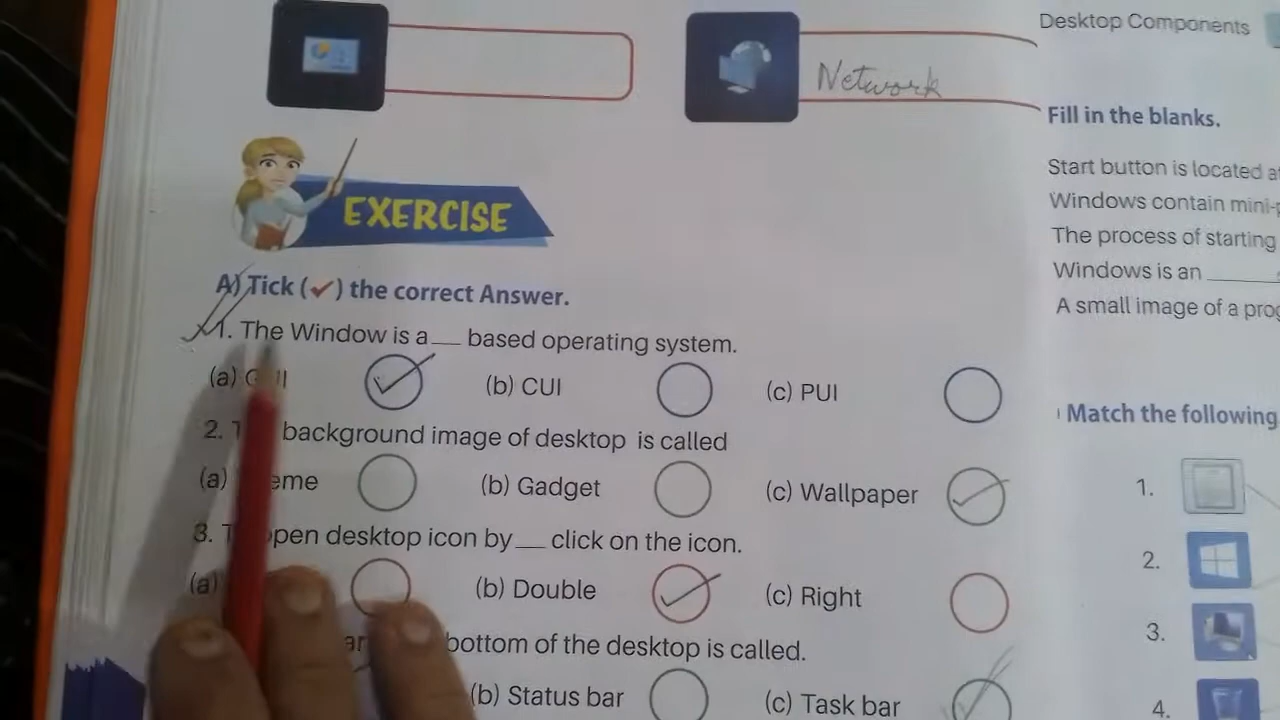 Desktop Components
Network
EXERCISE
A) Tick (✓) the correct Answer.
1. The Window is a ___ based operating system.
(a) (b) CUI (c) PUI
2. background image of desktop is called
(a) (b) Gadget (c) Wallpaper
3. open desktop icon by ___ click on the icon.
(a) (b) Double (c) Right
bottom of the desktop is called.
(b) Status bar (c) Task bar
Fill in the blanks.
Start button is located
Windows contain mini-
The process of starting
Windows is an ______
A small image of a
Match the following
1.
2.
3.
4.